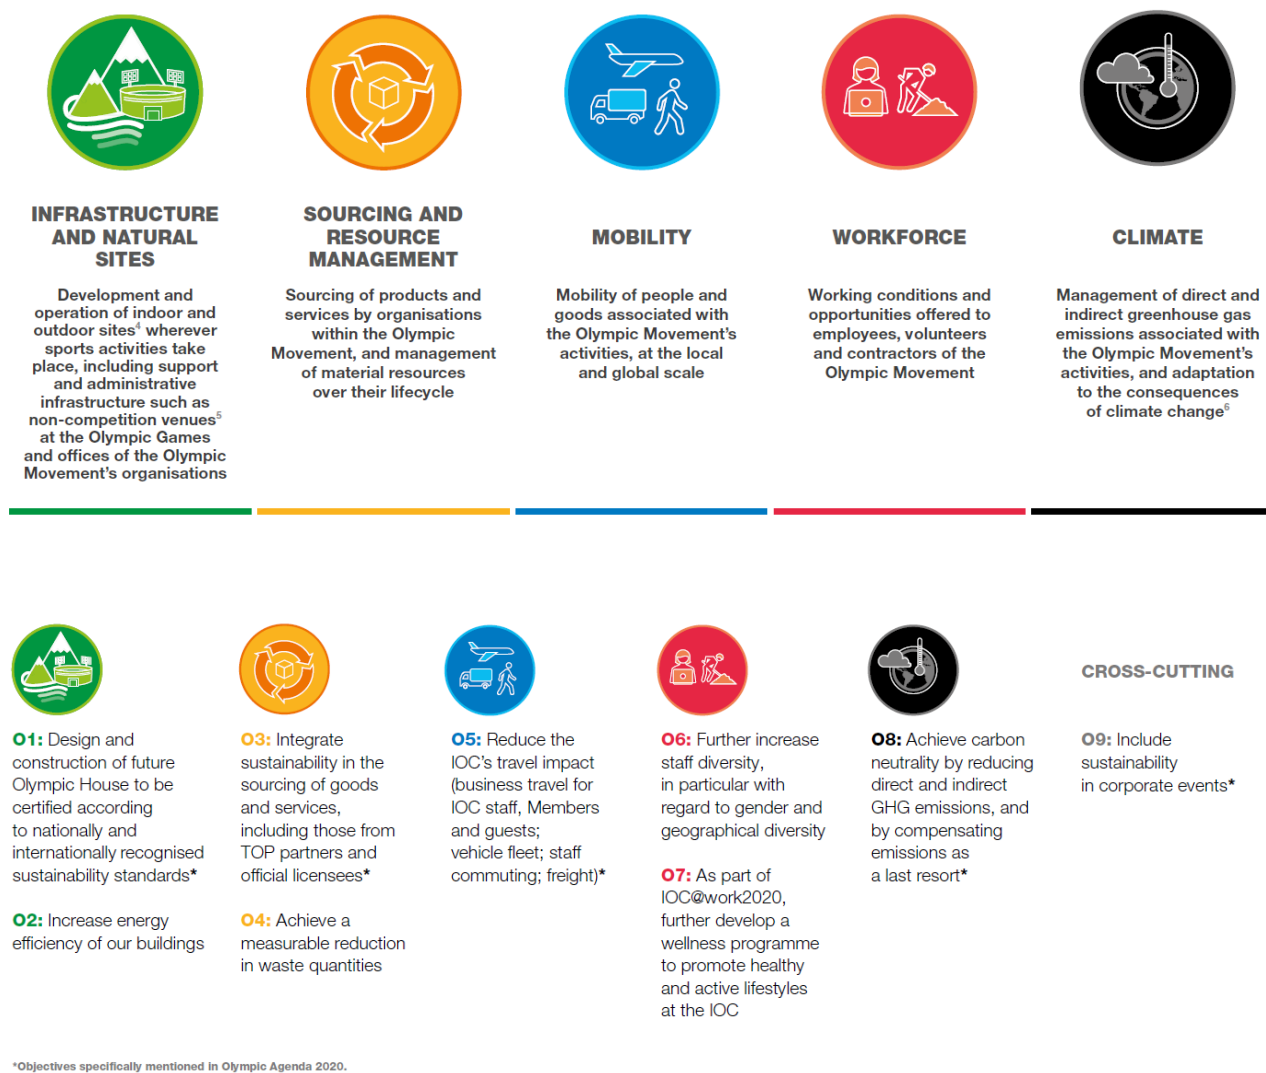 INFRASTRUCTURE
AND NATURAL
SITES
Development and
operation of indoor and
outdoor sites4 wherever
sports activities take
place, including support
and administrative
infrastructure such as
non-competition venues5
at the Olympic Games
and offices of the Olympic
Movement's organisations
SOURCING AND
RESOURCE
MANAGEMENT
Sourcing of products and
services by organisations
within the Olympic
Movement, and management
of material resources
over their lifecycle
MOBILITY
Mobility of people and
goods associated with
the Olympic Movement's
activities, at the local
and global scale
WORKFORCE
Working conditions and
opportunities offered to
employees, volunteers
and contractors of the
Olympic Movement
CLIMATE
Management of direct and
indirect greenhouse gas
emissions associated with
the Olympic Movement's
activities, and adaptation
to the consequences
of climate change6
O1: Design and
construction of future
Olympic House to be
certified according
to nationally and
internationally recognised
sustainability standards*
O2: Increase energy
efficiency of our buildings
O3: Integrate
sustainability in the
sourcing of goods
and services,
including those from
TOP partners and
official licensees*
O4: Achieve a
measurable reduction
in waste quantities
O5: Reduce the
IOC's travel impact
(business travel for
IOC staff, Members
and guests;
vehicle fleet; staff
commuting; freight)*
O6: Further increase
staff diversity,
in particular with
regard to gender and
geographical diversity
O7: As part of
IOC@work2020,
further develop a
wellness programme
to promote healthy
and active lifestyles
at the IOC
O8: Achieve carbon
neutrality by reducing
direct and indirect
GHG emissions, and
by compensating
emissions as
a last resort*
CROSS-CUTTING
O9: Include
sustainability
in corporate events*
*Objectives specifically mentioned in Olympic Agenda 2020.